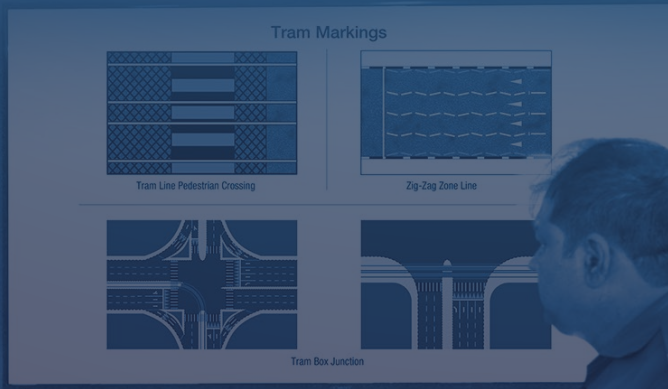 Tram Markings
Tram Line Pedestrian Crossing
Zig-Zag Zone Line
Tram Box Junction